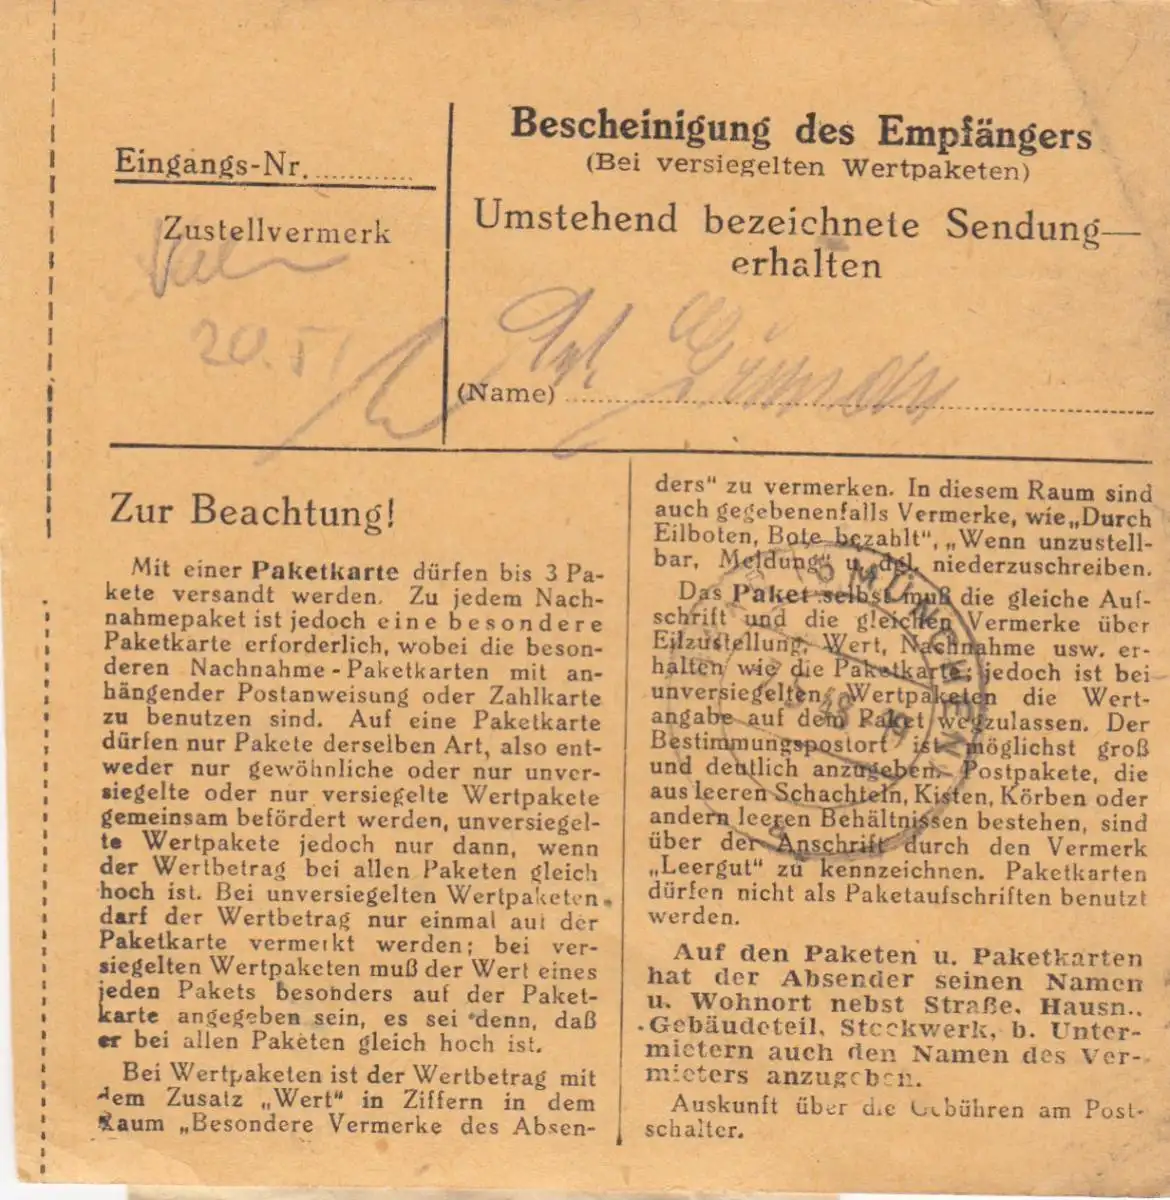 Eingangs-Nr. ............
Zustellvermerk
20. VI
Bescheinigung des Empfängers
(Bei versiegelten Wertpaketen)
Umstehend bezeichnete Sendung—
erhalten
(Name)
Zur Beachtung!
Mit einer Paketkarte dürfen bis 3 Pa-
kete versandt werden. Zu jedem Nach-
nahmepaket ist jedoch eine besondere
Paketkarte erforderlich, wobei die beson-
deren Nachnahme-Paketkarten mit an-
hängender Postanweisung oder Zahlkarte
zu benutzen sind. Auf eine Paketkarte
dürfen nur Pakete derselben Art, also ent-
weder nur gewöhnliche oder nur unver-
siegelte oder nur versiegelte Wertpakete
gemeinsam befördert werden, unversiegel-
te Wertpakete jedoch nur dann, wenn
der Wertbetrag bei allen Paketen gleich
hoch ist. Bei unversiegelten Wertpaketen
darf der Wertbetrag nur einmal auf der
Paketkarte vermerkt werden; bei ver-
siegelten Wertpaketen muß der Wert eines
jeden Pakets besonders auf der Paket-
karte angegeben sein, es sei denn, daß
er bei allen Paketen gleich hoch ist.
Bei Wertpaketen ist der Wertbetrag mit
dem Zusatz „Wert“ in Ziffern in dem
Raum „Besondere Vermerke des Absen-
ders“ zu vermerken. In diesem Raum sind
auch gegebenenfalls Vermerke, wie „Durch
Eilboten, Bote bezahlt“, „Wenn unzustell-
bar, Meldung“ u. dgl. niederzuschreiben.
Das Paket selbst muß die gleiche Auf-
schrift und die gleichen Vermerke über
Eilzustellung, Wert, Nachnahme usw. er-
halten wie die Paketkarte; jedoch ist bei
unversiegelten Wertpaketen die Wert-
angabe auf dem Paket wegzulassen. Der
Bestimmungspostort ist möglichst groß
und deutlich anzugeben. Postpakete, die
aus leeren Schachteln, Kisten, Körben oder
andern leeren Behältnissen bestehen, sind
über der Anschrift durch den Vermerk
„Leergut“ zu kennzeichnen. Paketkarten
dürfen nicht als Paketaufschriften benutzt
werden.
Auf den Paketen u. Paketkarten
hat der Absender seinen Namen
u. Wohnort nebst Straße, Hausn.,
Gebäudeteil, Stockwerk, b. Unter-
mietern auch den Namen des Ver-
mieters anzugeben.
Auskunft über die Gebühren am Post-
schalter.